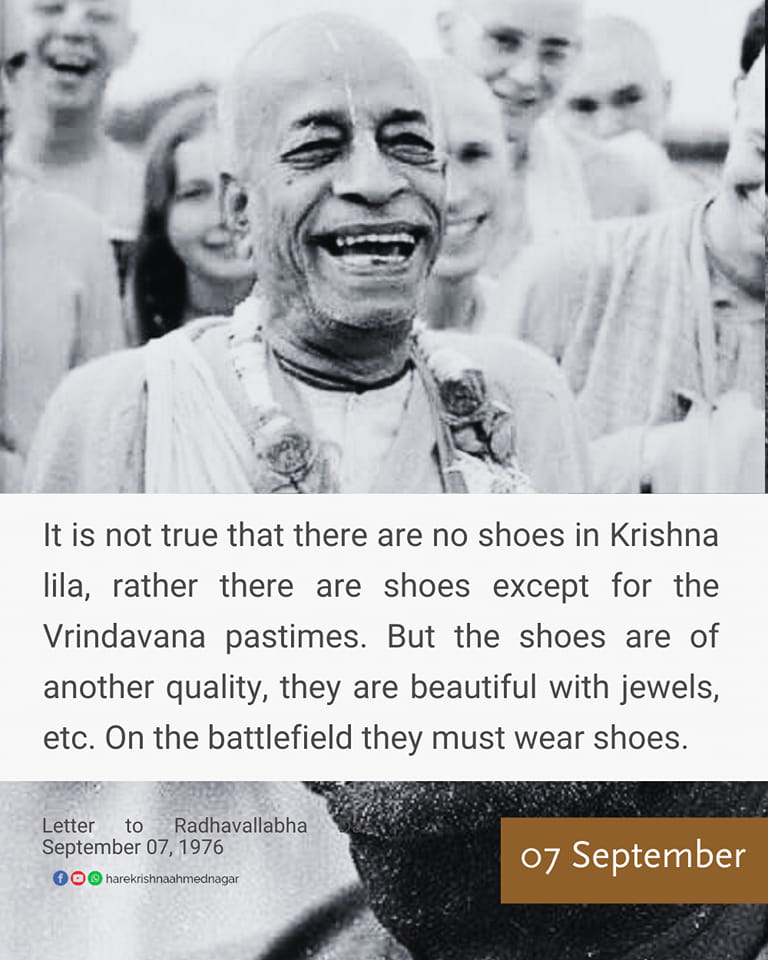 It is not true that there are no shoes in Krishna
lila, rather there are shoes except for the
Vrindavana pastimes. But the shoes are of
another quality, they are beautiful with jewels,
etc. On the battlefield they must wear shoes.
Letter to Radhavallabha
September 07, 1976
harekrishnaahmednagar
07 September